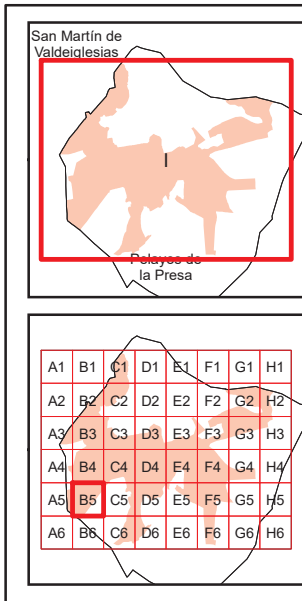 San Martín de
Valdeiglesias
I
Pelayos de
la Presa
A1 B1 C1 D1 E1 F1 G1 H1
A2 B2 C2 D2 E2 F2 G2 H2
A3 B3 C3 D3 E3 F3 G3 H3
A4 B4 C4 D4 E4 F4 G4 H4
A5 B5 C5 D5 E5 F5 G5 H5
A6 B6 C6 D6 E6 F6 G6 H6